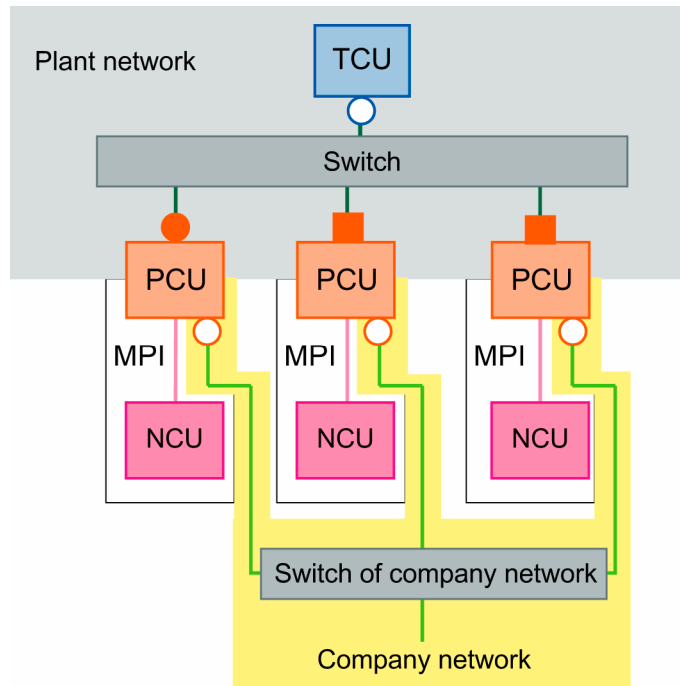 TCU
Plant network
Switch
PCU PCU PCU
MPI MPI MPI
NCU NCU NCU
Switch of company network
Company network